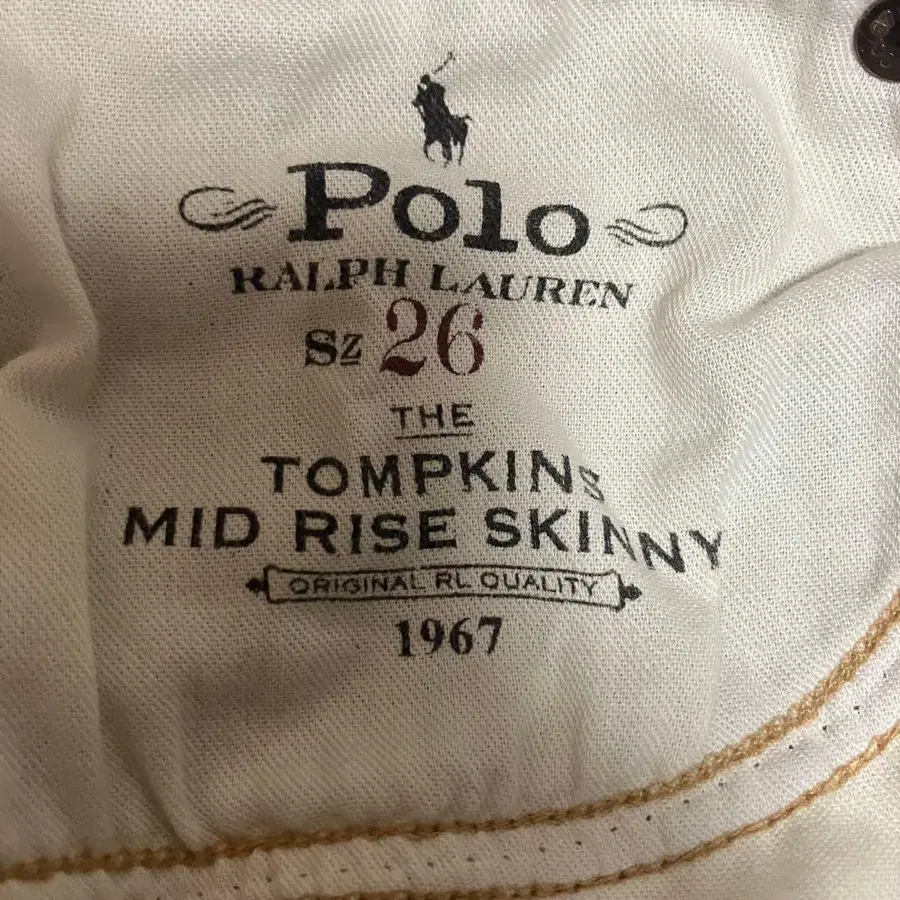 Polo
RALPH LAUREN
Sz 26
THE
TOMPKINS
MID RISE SKINNY
ORIGINAL RL QUALITY
1967